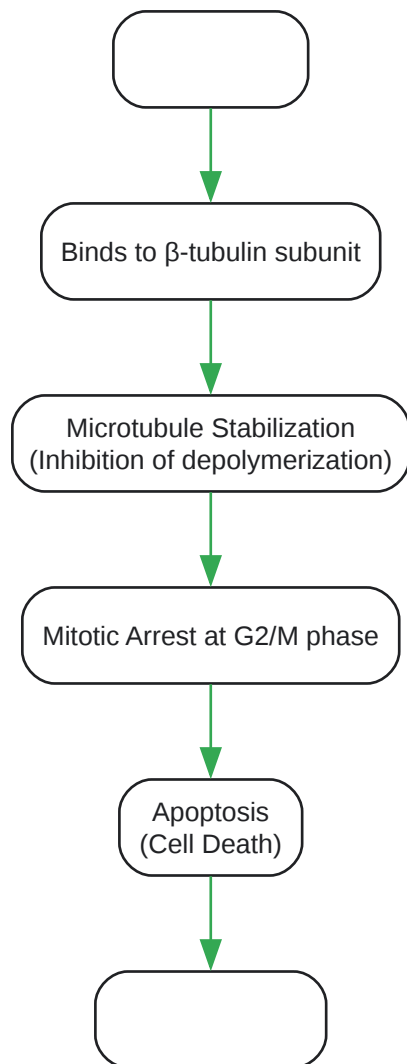 Binds to β-tubulin subunit
Microtubule Stabilization
(Inhibition of depolymerization)
Mitotic Arrest at G2/M phase
Apoptosis
(Cell Death)